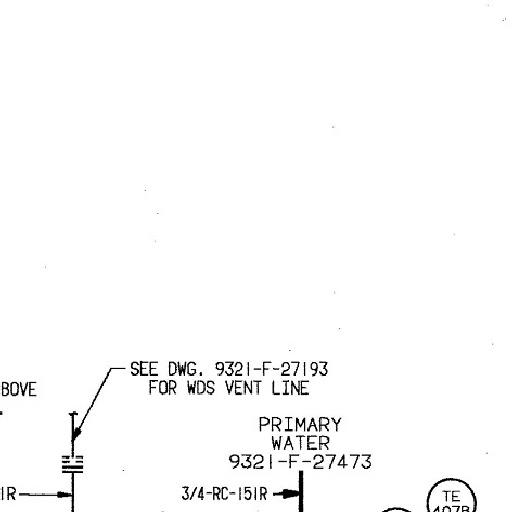 SEE DWG. 9321-F-27193
FOR WDS VENT LINE
BOVE
PRIMARY
WATER
9321-F-27473
1R
3/4-RC-151R
TE
407B